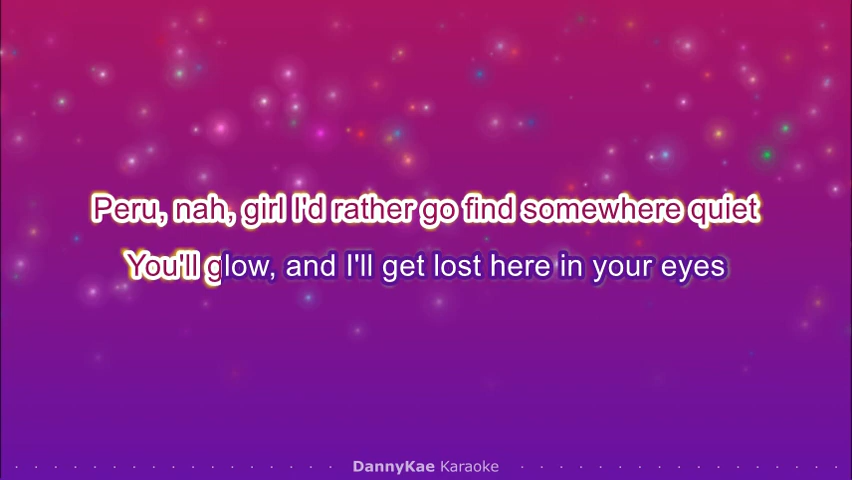 Peru, nah, girl I'd rather go find somewhere quiet
You'll glow, and I'll get lost here in your eyes
DannyKae Karaoke